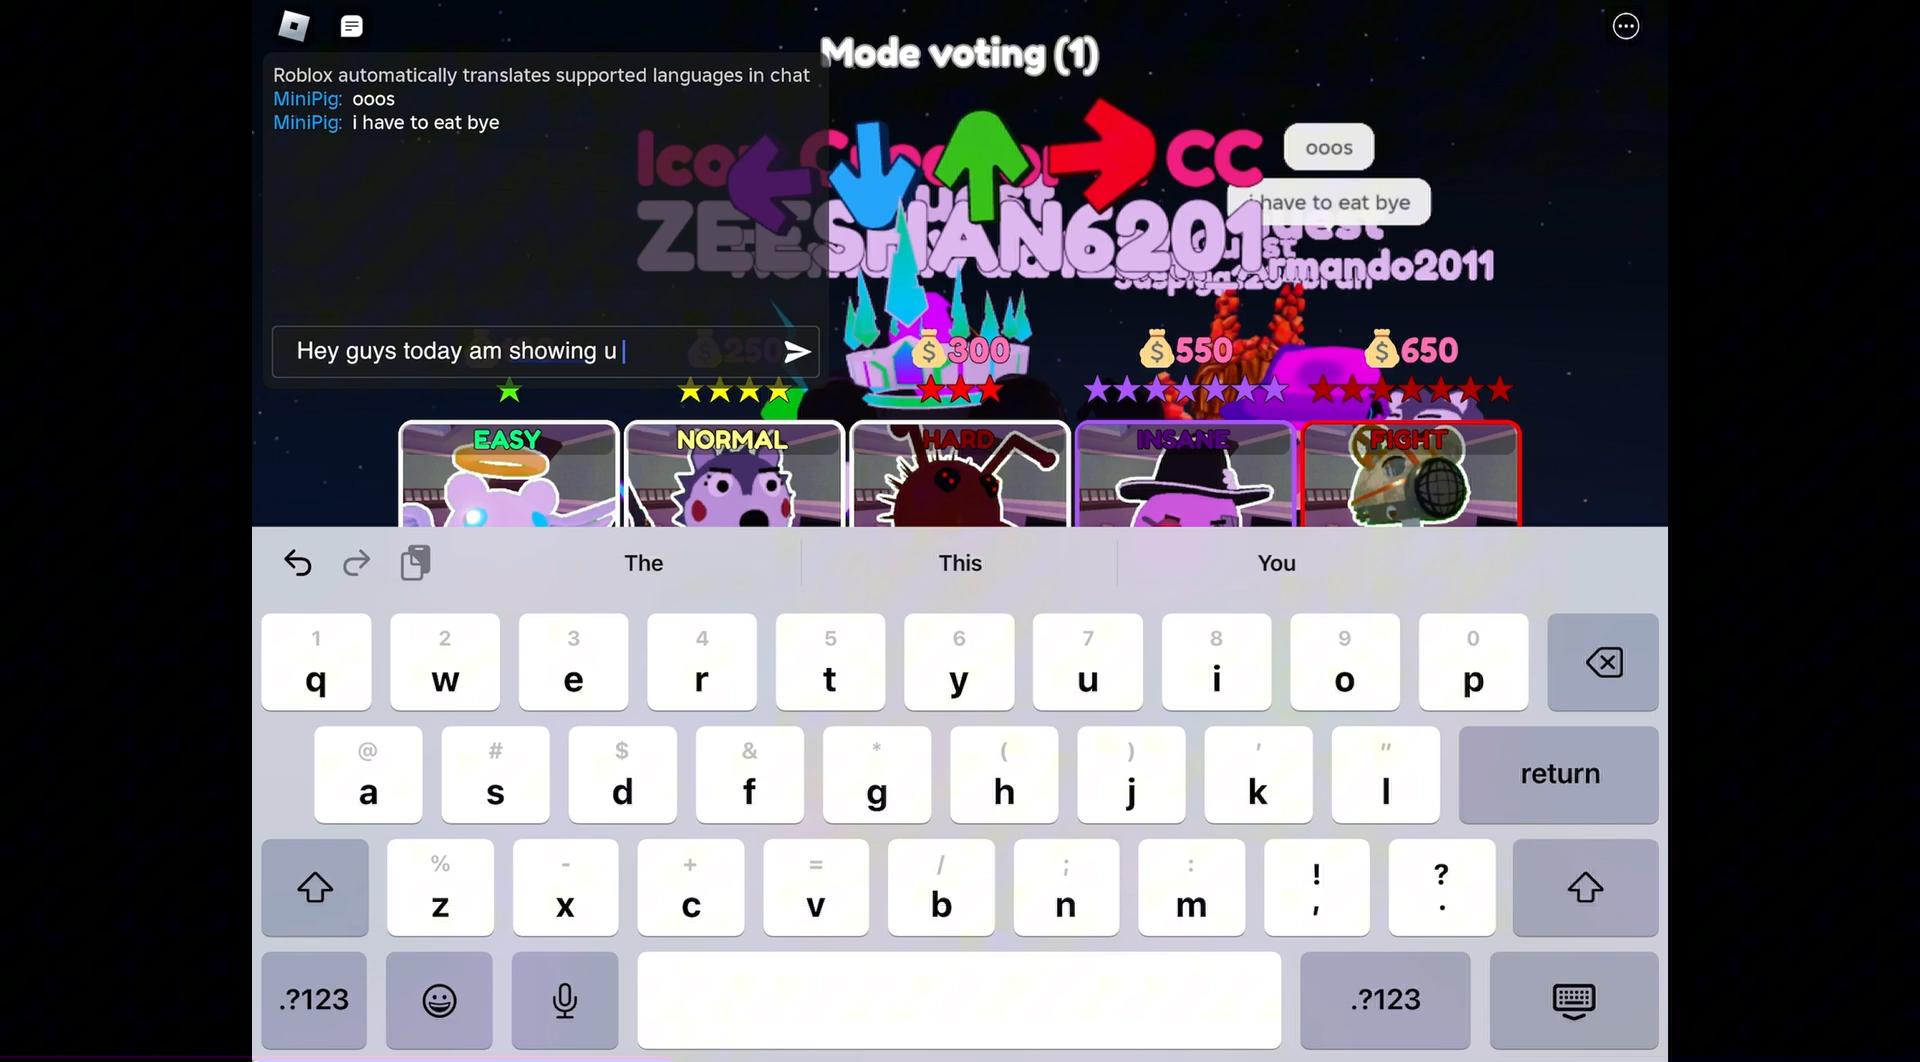 Mode voting (1)
Roblox automatically translates supported languages in chat
MiniPig: ooos
MiniPig: i have to eat bye
CC
ooos
i have to eat bye
ZEESHAN6201
rmando2011
Hey guys today am showing u
250
300
550
650
EASY
NORMAL
HARD
INSANE
FIGHT
The
This
You
1 2 3 4 5 6 7 8 9 0
q w e r t y u i o p
@ # $ & * ( ) ' "
a s d f g h j k l return
% - + = / ; : ! ?
z x c v b n m , .
.?123 .?123